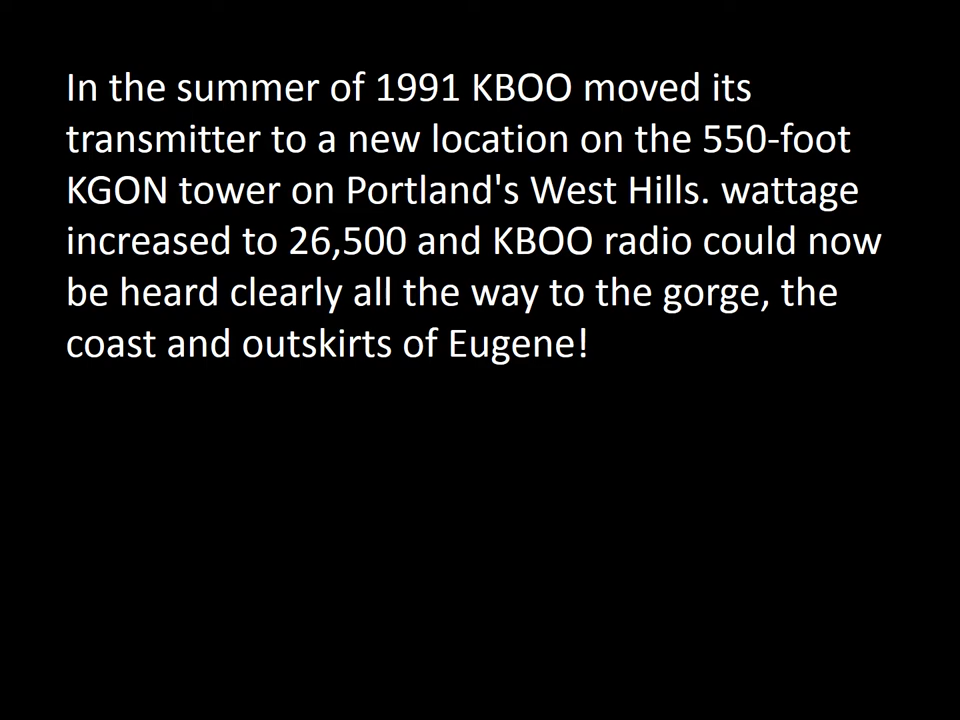 In the summer of 1991 KBOO moved its
transmitter to a new location on the 550-foot
KGON tower on Portland's West Hills. wattage
increased to 26,500 and KBOO radio could now
be heard clearly all the way to the gorge, the
coast and outskirts of Eugene!